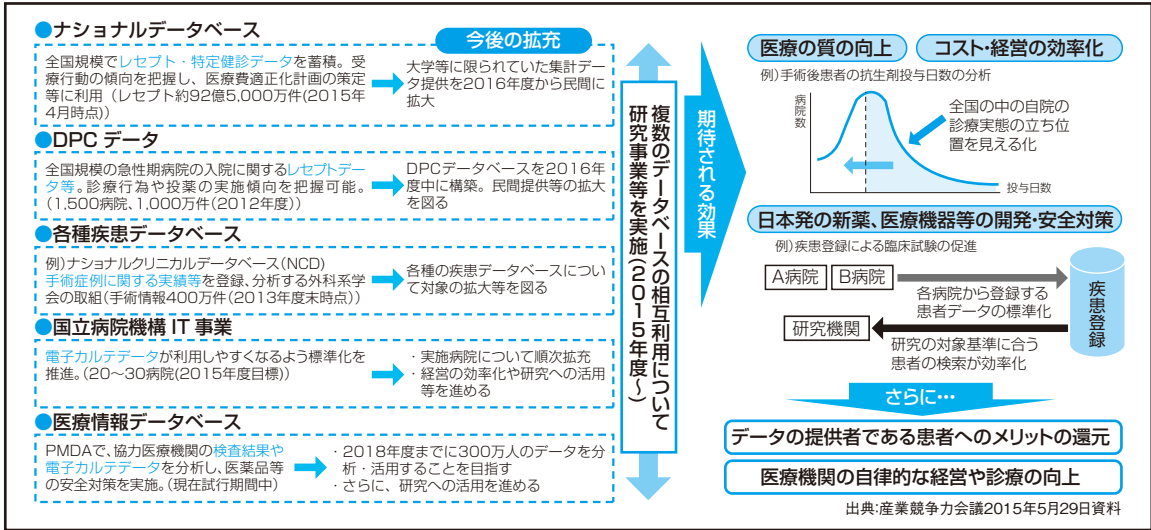 ●ナショナルデータベース
今後の拡充
全国規模でレセプト・特定健診データを蓄積。受
療行動の傾向を把握し、医療費適正化計画の策定
等に利用（レセプト約92億5,000万件(2015年
4月時点)）
大学等に限られていた集計デー
タ提供を2016年度から民間に
拡大
●DPC データ
全国規模の急性期病院の入院に関するレセプトデー
タ等。診療行為や投薬の実施傾向を把握可能。
（1,500病院、1,000万件（2012年度））
DPCデータベースを2016年
度中に構築。民間提供等の拡大
を図る
●各種疾患データベース
例）ナショナルクリニカルデータベース（NCD）
手術症例に関する実績等を登録、分析する外科系学
会の取組(手術情報400万件(2013年度末時点))
各種の疾患データベースについ
て対象の拡大等を図る
●国立病院機構 IT 事業
電子カルテデータが利用しやすくなるよう標準化を
推進。（20～30病院(2015年度目標)）
・実施病院について順次拡充
・経営の効率化や研究への活用
等を進める
●医療情報データベース
PMDAで、協力医療機関の検査結果や
電子カルテデータを分析し、医薬品等
の安全対策を実施。（現在試行期間中）
・2018年度までに300万人のデータを分
析・活用することを目指す
・さらに、研究への活用を進める
複数のデータベースの相互利用について
研究事業等を実施（2015年度～）
期待される効果
医療の質の向上
コスト・経営の効率化
例）手術後患者の抗生剤投与日数の分析
病院数
全国の中の自院の
診療実態の立ち位
置を見える化
投与日数
日本発の新薬、医療機器等の開発・安全対策
例）疾患登録による臨床試験の促進
A病院
B病院
各病院から登録する
患者データの標準化
疾患登録
研究機関
研究の対象基準に合う
患者の検索が効率化
さらに…
データの提供者である患者へのメリットの還元
医療機関の自律的な経営や診療の向上
出典:産業競争力会議2015年5月29日資料